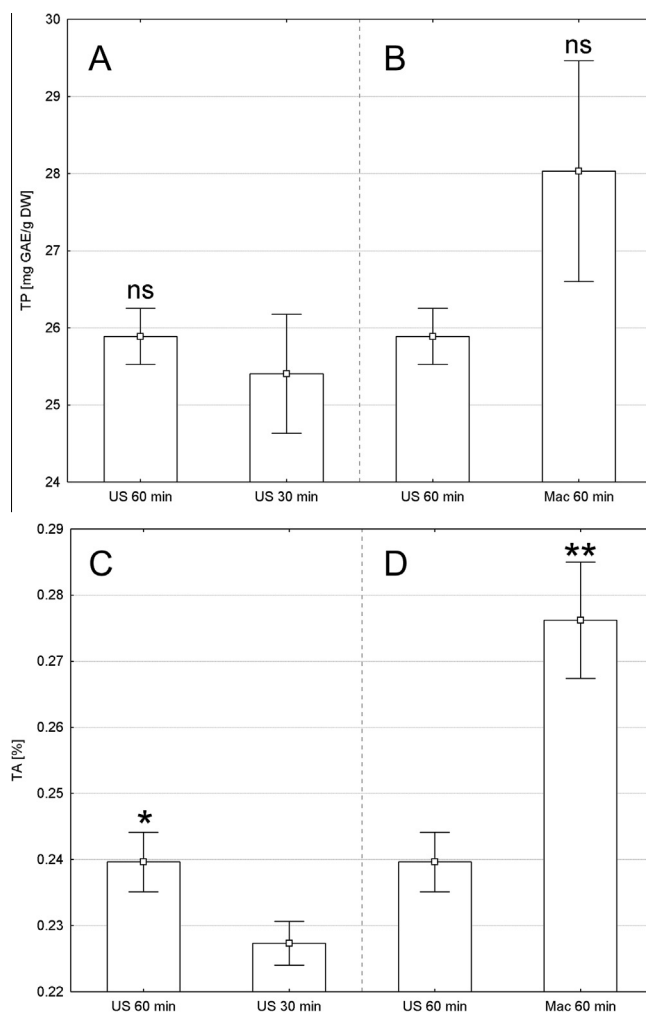 30
29
28
27
26
25
24
TP [mg GAE/g DW]
A
B
ns
ns
US 60 min
US 30 min
US 60 min
Mac 60 min
0.29
0.28
0.27
0.26
0.25
0.24
0.23
0.22
TA [%]
C
D
*
**
US 60 min
US 30 min
US 60 min
Mac 60 min